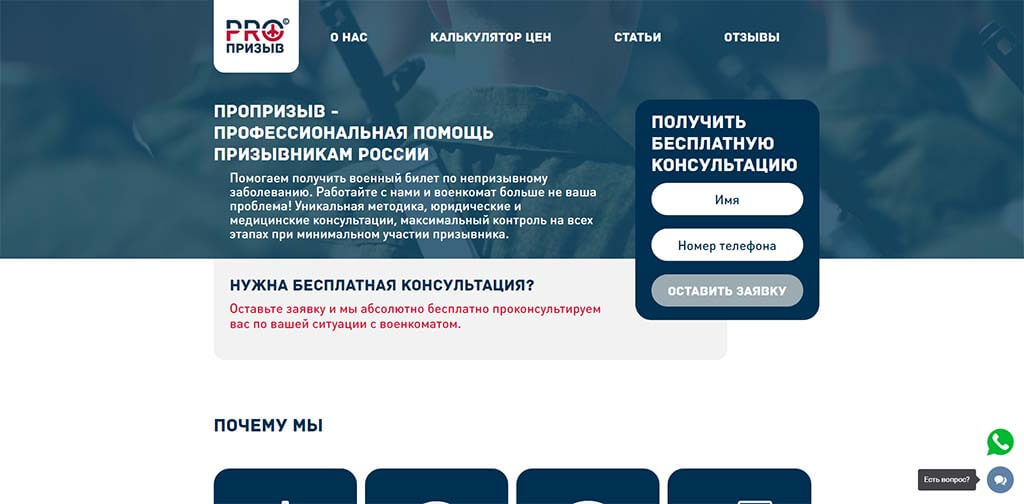 PRO©
ПРИЗЫВ
О НАС
КАЛЬКУЛЯТОР ЦЕН
СТАТЬИ
ОТЗЫВЫ
ПРОПРИЗЫВ -
ПРОФЕССИОНАЛЬНАЯ ПОМОЩЬ
ПРИЗЫВНИКАМ РОССИИ
Помогаем получить военный билет по непризывному
заболеванию. Работайте с нами и военкомат больше не ваша
проблема! Уникальная методика, юридические и
медицинские консультации, максимальный контроль на всех
этапах при минимальном участии призывника.
ПОЛУЧИТЬ
БЕСПЛАТНУЮ
КОНСУЛЬТАЦИЮ
Имя
Номер телефона
ОСТАВИТЬ ЗАЯВКУ
НУЖНА БЕСПЛАТНАЯ КОНСУЛЬТАЦИЯ?
Оставьте заявку и мы абсолютно бесплатно проконсультируем
вас по вашей ситуации с военкоматом.
ПОЧЕМУ МЫ
Есть вопрос?